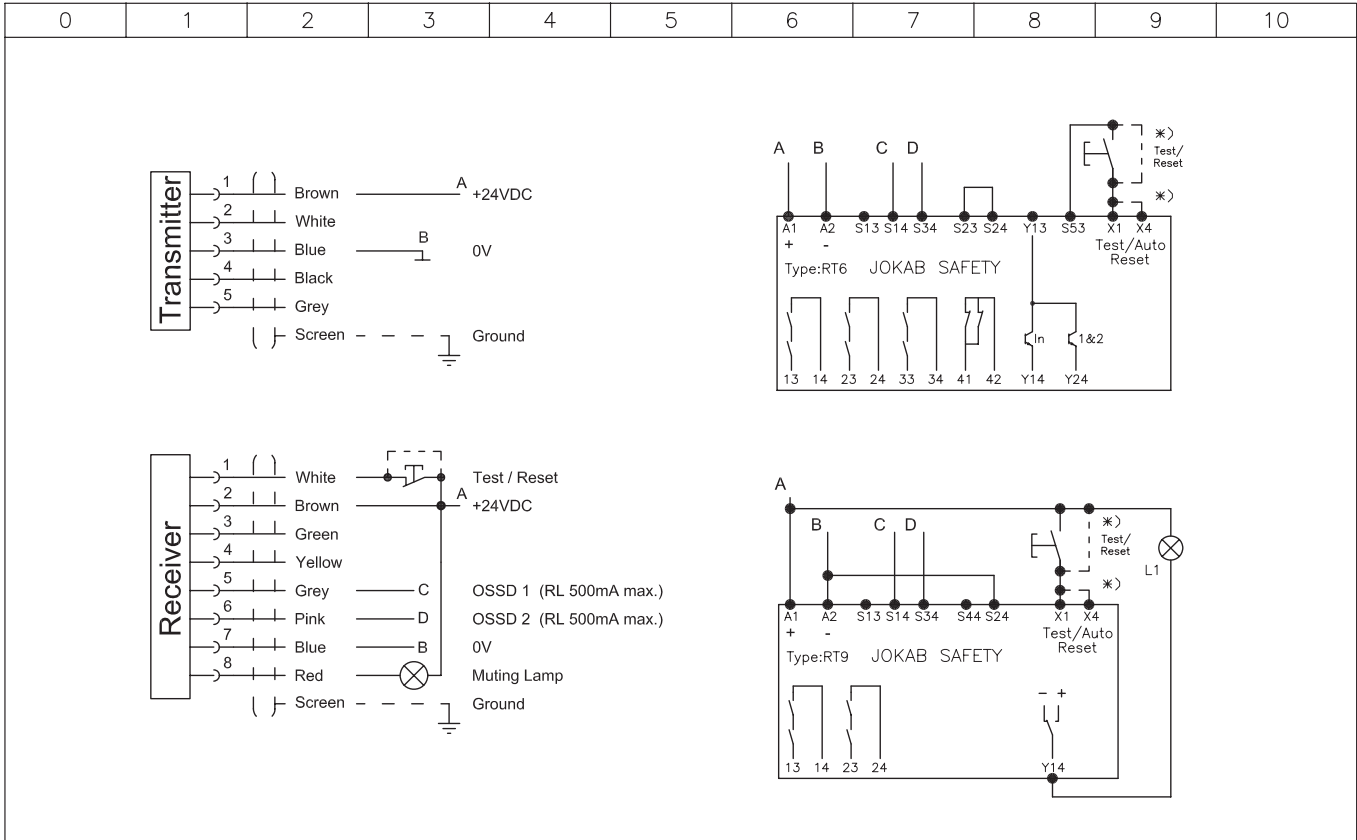 0 1 2 3 4 5 6 7 8 9 10
Transmitter
1 Brown A +24VDC
2 White
3 Blue B 0V
4 Black
5 Grey
Screen Ground
Receiver
1 White Test / Reset
2 Brown A +24VDC
3 Green
4 Yellow
5 Grey C OSSD 1 (RL 500mA max.)
6 Pink D OSSD 2 (RL 500mA max.)
7 Blue B 0V
8 Red Muting Lamp
Screen Ground
A B C D
*)
Test/
Reset
*)
A1 A2 S13 S14 S34 S23 S24 Y13 S53 X1 X4
+ - Test/Auto
Reset
Type:RT6 JOKAB SAFETY
In 1&2
13 14 23 24 33 34 41 42 Y14 Y24
A
B C D
*)
Test/
Reset
L1
*)
A1 A2 S13 S14 S34 S44 S24 X1 X4
+ - Test/Auto
Reset
Type:RT9 JOKAB SAFETY
- +
13 14 23 24 Y14